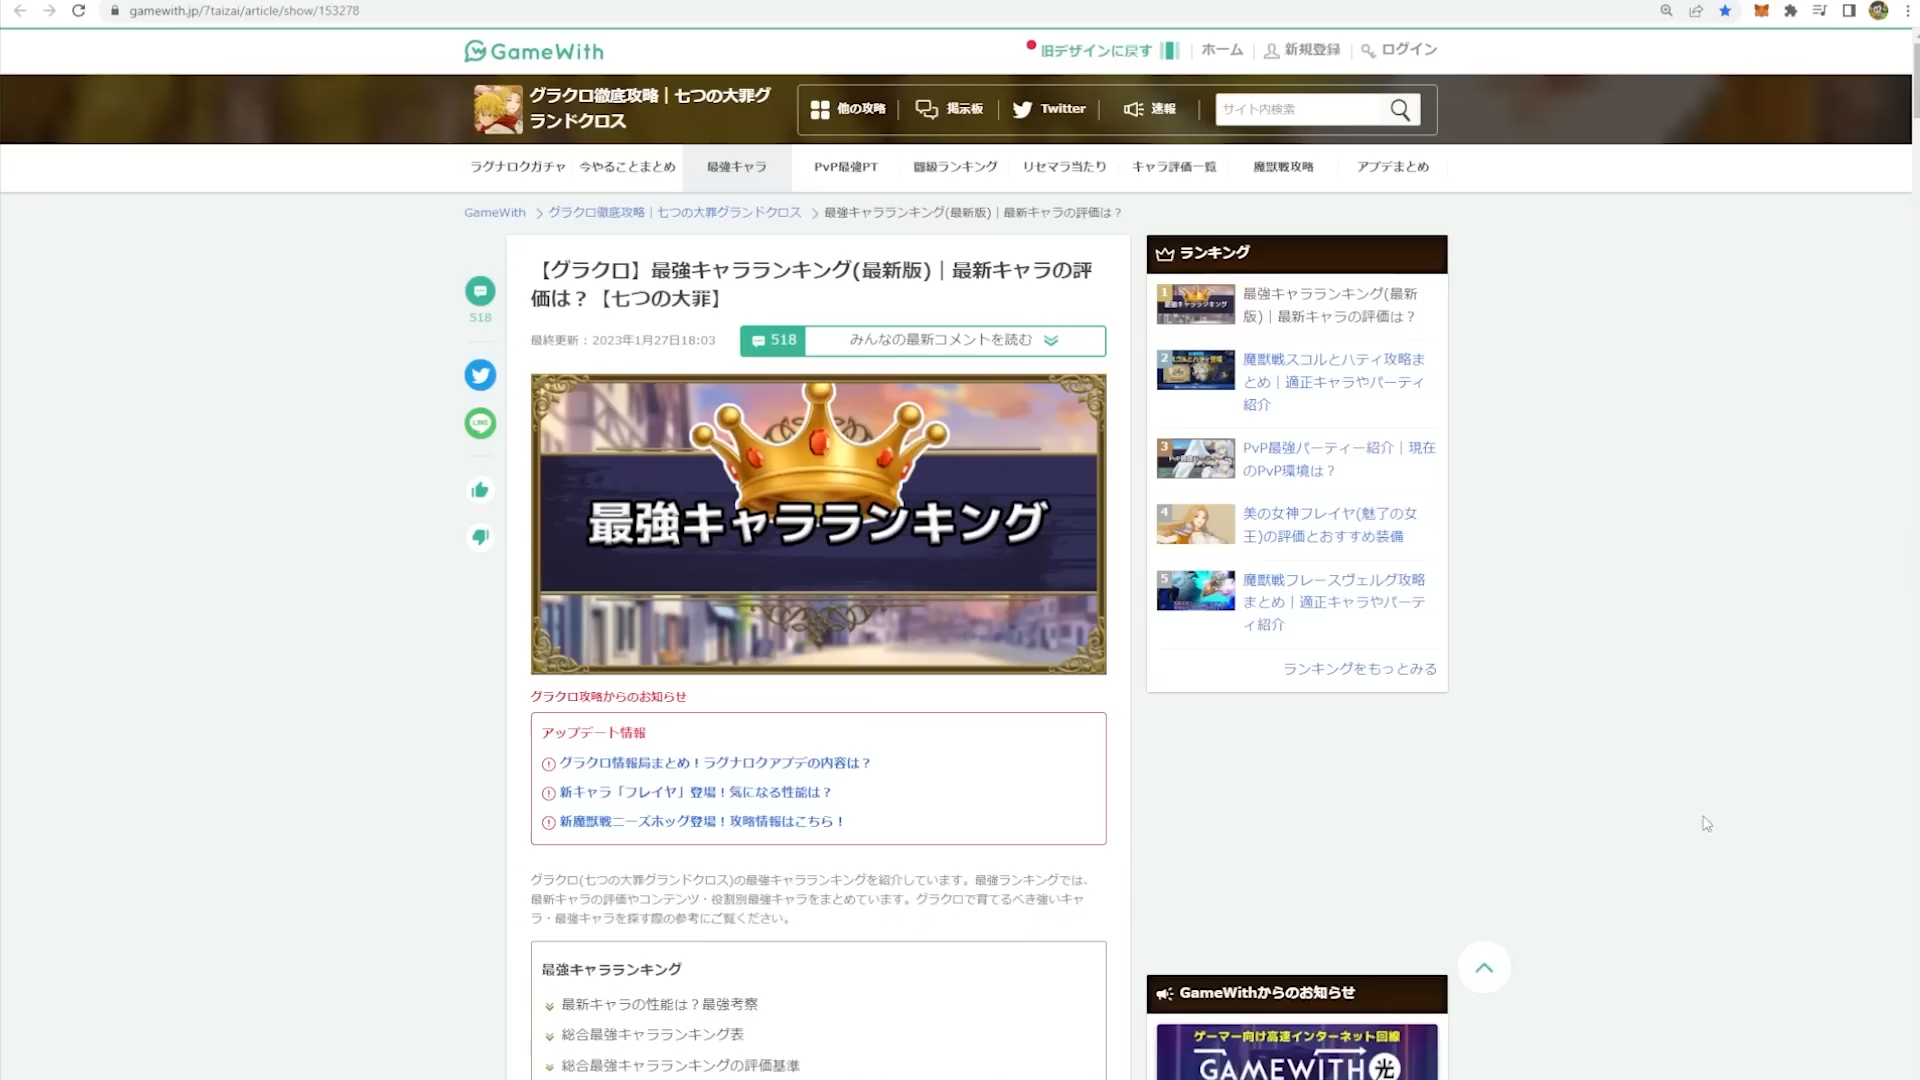 gamewith.jp/7taizai/article/show/153278
GameWith
旧デザインに戻す
ホーム
新規登録
ログイン
グラクロ徹底攻略｜七つの大罪グ
ランドクロス
他の攻略
掲示板
Twitter
速報
サイト内検索
ラグナロクガチャ
今やることまとめ
最強キャラ
PvP最強PT
闘級ランキング
リセマラ当たり
キャラ評価一覧
魔獣戦攻略
アプデまとめ
GameWith
グラクロ徹底攻略｜七つの大罪グランドクロス
最強キャラランキング(最新版)｜最新キャラの評価は？
518
LINE
【グラクロ】最強キャラランキング(最新版)｜最新キャラの評
価は？【七つの大罪】
最終更新：2023年1月27日18:03
518
みんなの最新コメントを読む
最強キャラランキング
グラクロ攻略からのお知らせ
アップデート情報
グラクロ情報局まとめ！ラグナロクアプデの内容は？
新キャラ「フレイヤ」登場！気になる性能は？
新魔獣戦ニーズホッグ登場！攻略情報はこちら！
グラクロ(七つの大罪グランドクロス)の最強キャラランキングを紹介しています。最強ランキングでは、
最新キャラの評価やコンテンツ・役割別最強キャラをまとめています。グラクロで育てるべき強いキャ
ラ・最強キャラを探す際の参考にご覧ください。
最強キャラランキング
最新キャラの性能は？最強考察
総合最強キャラランキング表
総合最強キャラランキングの評価基準
ランキング
1
最強キャラランキング
最強キャラランキング(最新
版)｜最新キャラの評価は？
2
魔獣戦スコルとハティ攻略ま
とめ｜適正キャラやパーティ
紹介
3
PvP最強パーティー紹介｜現在
のPvP環境は？
4
美の女神フレイヤ(魅了の女
王)の評価とおすすめ装備
5
魔獣戦フレースヴェルグ攻略
まとめ｜適正キャラやパーテ
ィ紹介
ランキングをもっとみる
GameWithからのお知らせ
ゲーマー向け高速インターネット回線
GAMEWITH光